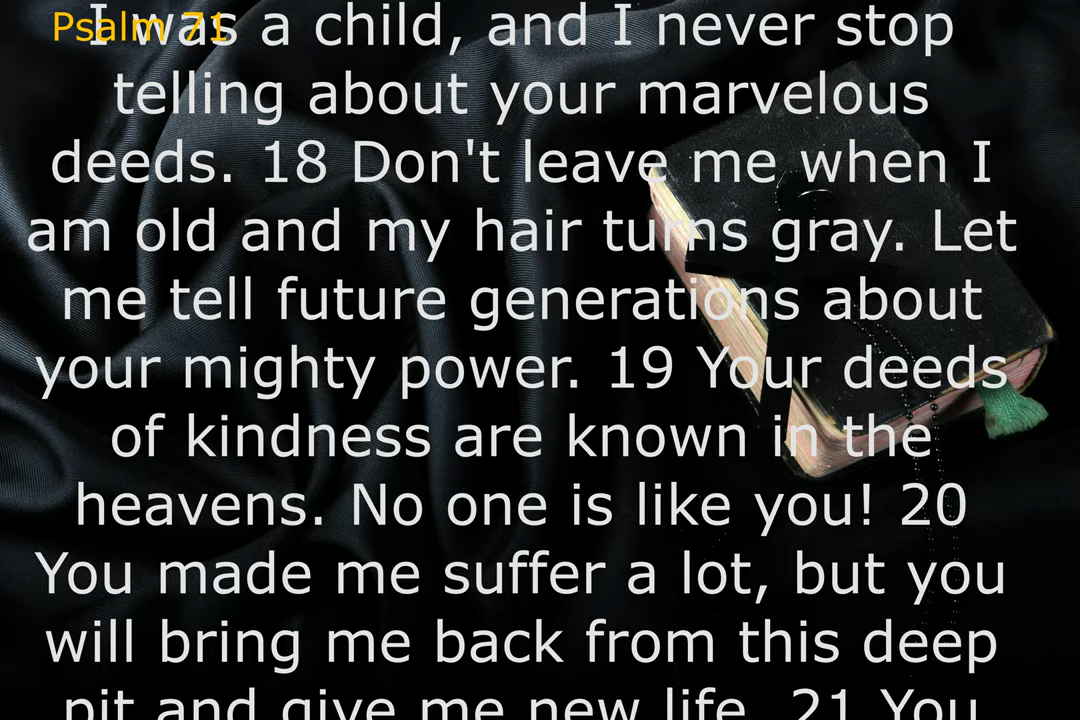 Psalm 71
I was a child, and I never stop
telling about your marvelous
deeds. 18 Don't leave me when I
am old and my hair turns gray. Let
me tell future generations about
your mighty power. 19 Your deeds
of kindness are known in the
heavens. No one is like you! 20
You made me suffer a lot, but you
will bring me back from this deep
pit and give me new life. 21 You